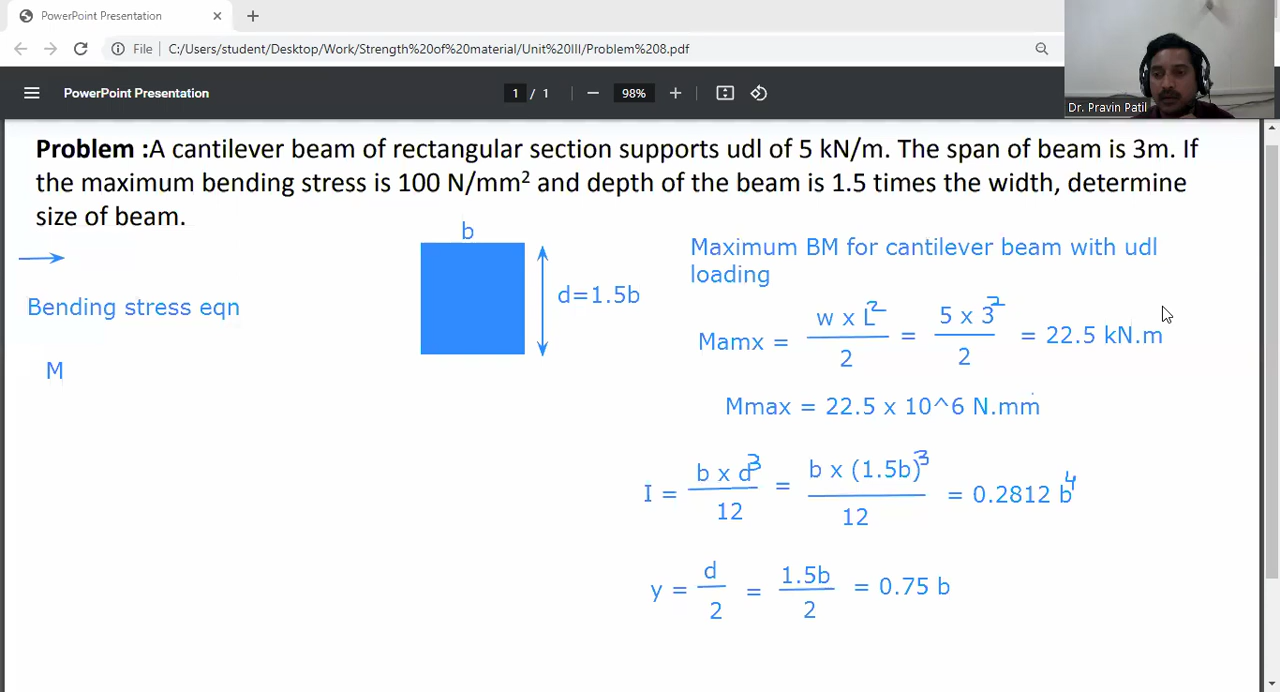 PowerPoint Presentation
File C:/Users/student/Desktop/Work/Strength%20of%20material/Unit%20III/Problem%208.pdf
PowerPoint Presentation
1 / 1
98%
Dr. Pravin Patil
Problem :A cantilever beam of rectangular section supports udl of 5 kN/m. The span of beam is 3m. If
the maximum bending stress is 100 N/mm² and depth of the beam is 1.5 times the width, determine
size of beam.
Bending stress eqn
M
b
d=1.5b
Maximum BM for cantilever beam with udl
loading
Mamx = w x L² / 2 = 5 x 3² / 2 = 22.5 kN.m
Mmax = 22.5 x 10^6 N.mm
I = b x d³ / 12 = b x (1.5b)³ / 12 = 0.2812 b⁴
y = d / 2 = 1.5b / 2 = 0.75 b